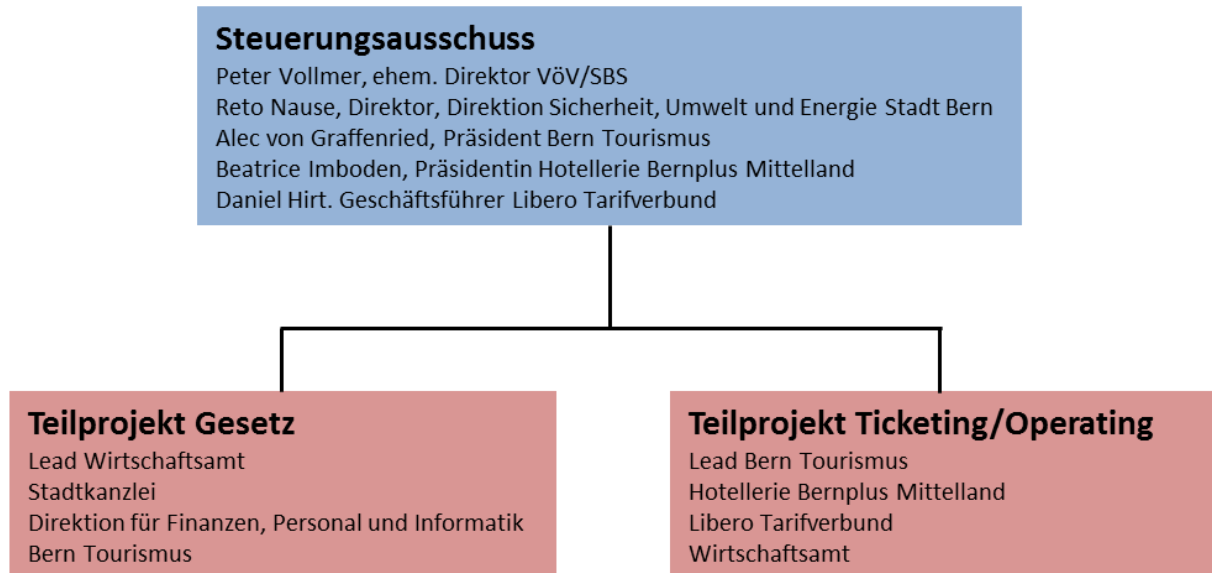 Steuerungsausschuss
Peter Vollmer, ehem. Direktor VöV/SBS
Reto Nause, Direktor, Direktion Sicherheit, Umwelt und Energie Stadt Bern
Alec von Graffenried, Präsident Bern Tourismus
Beatrice Imboden, Präsidentin Hotellerie Bernplus Mittelland
Daniel Hirt. Geschäftsführer Libero Tarifverbund
Teilprojekt Gesetz
Lead Wirtschaftsamt
Stadtkanzlei
Direktion für Finanzen, Personal und Informatik
Bern Tourismus
Teilprojekt Ticketing/Operating
Lead Bern Tourismus
Hotellerie Bernplus Mittelland
Libero Tarifverbund
Wirtschaftsamt